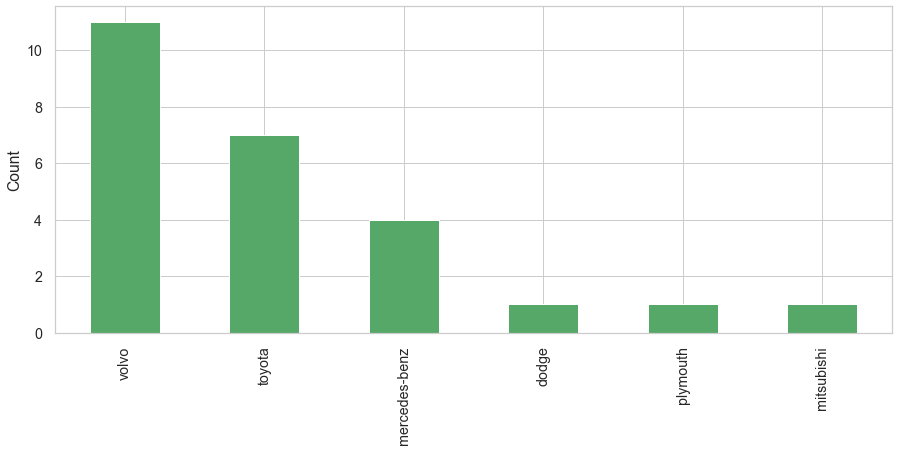 Count
10
8
6
4
2
0
volvo
toyota
mercedes-benz
dodge
plymouth
mitsubishi